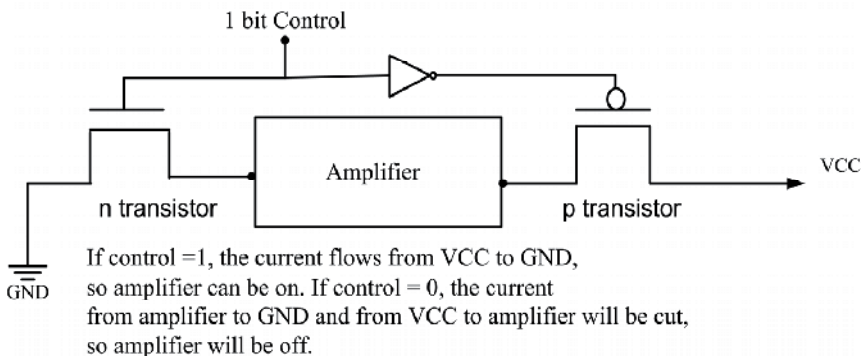 1 bit Control
Amplifier
VCC
n transistor
p transistor
GND
If control =1, the current flows from VCC to GND,
so amplifier can be on. If control = 0, the current
from amplifier to GND and from VCC to amplifier will be cut,
so amplifier will be off.